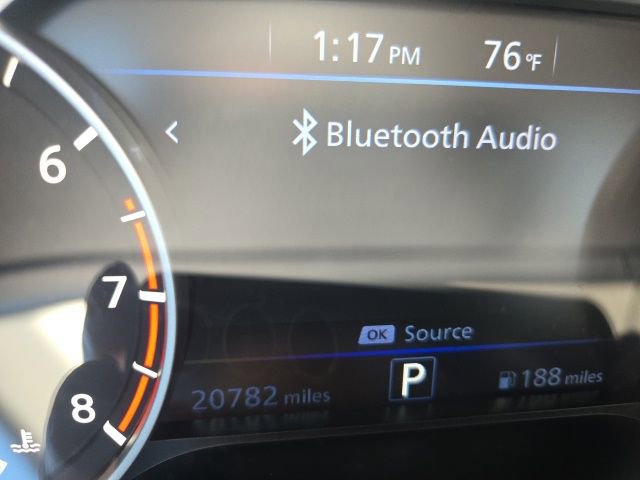 1:17 PM 76 °F
Bluetooth Audio
6
7
8
OK Source
20782 miles P 188 miles